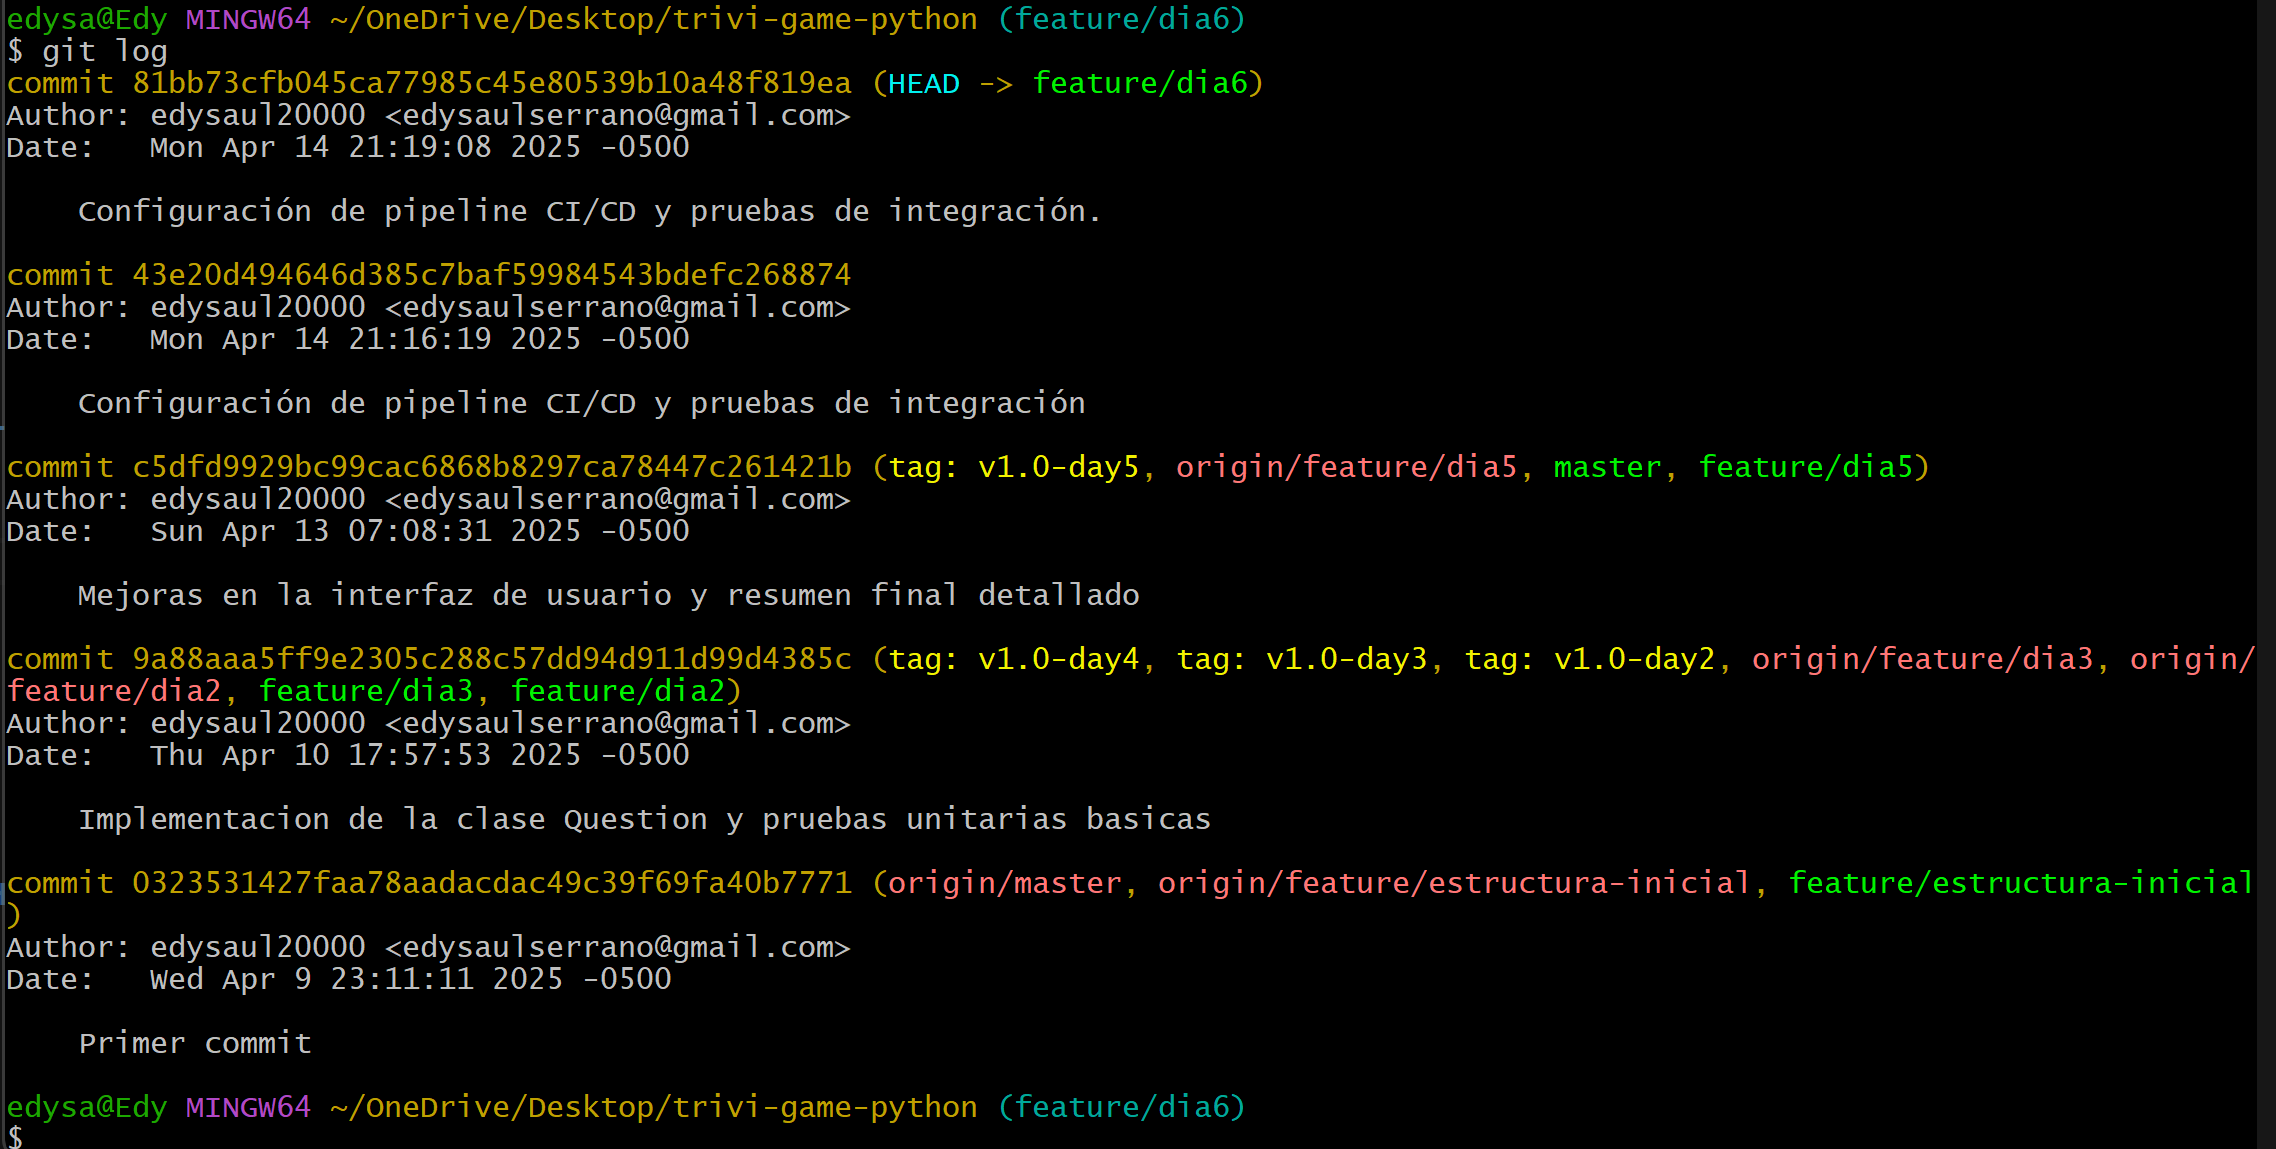 edysa@Edy MINGW64 ~/OneDrive/Desktop/trivi-game-python (feature/dia6)
$ git log
commit 81bb73cfb045ca77985c45e80539b10a48f819ea (HEAD -> feature/dia6)
Author: edysaul20000 <edysaulserrano@gmail.com>
Date:   Mon Apr 14 21:19:08 2025 -0500
    Configuración de pipeline CI/CD y pruebas de integración.
commit 43e20d494646d385c7baf59984543bdefc268874
Author: edysaul20000 <edysaulserrano@gmail.com>
Date:   Mon Apr 14 21:16:19 2025 -0500
    Configuración de pipeline CI/CD y pruebas de integración
commit c5dfd9929bc99cac6868b8297ca78447c261421b (tag: v1.0-day5, origin/feature/dia5, master, feature/dia5)
Author: edysaul20000 <edysaulserrano@gmail.com>
Date:   Sun Apr 13 07:08:31 2025 -0500
    Mejoras en la interfaz de usuario y resumen final detallado
commit 9a88aaa5ff9e2305c288c57dd94d911d99d4385c (tag: v1.0-day4, tag: v1.0-day3, tag: v1.0-day2, origin/feature/dia3, origin/
feature/dia2, feature/dia3, feature/dia2)
Author: edysaul20000 <edysaulserrano@gmail.com>
Date:   Thu Apr 10 17:57:53 2025 -0500
    Implementacion de la clase Question y pruebas unitarias basicas
commit 0323531427faa78aadacdac49c39f69fa40b7771 (origin/master, origin/feature/estructura-inicial, feature/estructura-inicial
)
Author: edysaul20000 <edysaulserrano@gmail.com>
Date:   Wed Apr 9 23:11:11 2025 -0500
    Primer commit
edysa@Edy MINGW64 ~/OneDrive/Desktop/trivi-game-python (feature/dia6)
$